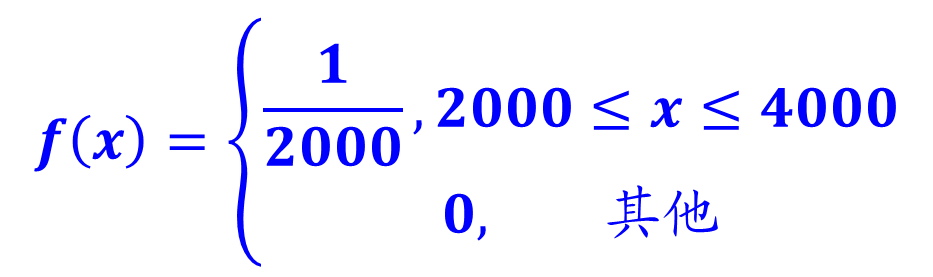 f(x) = { 1/2000, 2000 ≤ x ≤ 4000
0, 其他